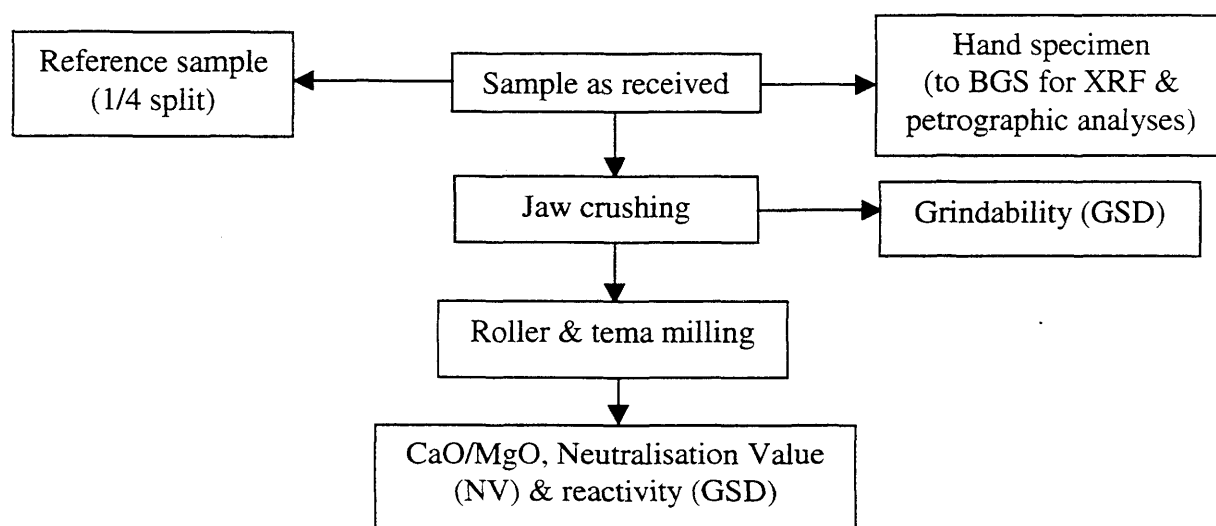 Reference sample
(1/4 split)
Sample as received
Hand specimen
(to BGS for XRF &
petrographic analyses)
Jaw crushing
Grindability (GSD)
Roller & tema milling
CaO/MgO, Neutralisation Value
(NV) & reactivity (GSD)